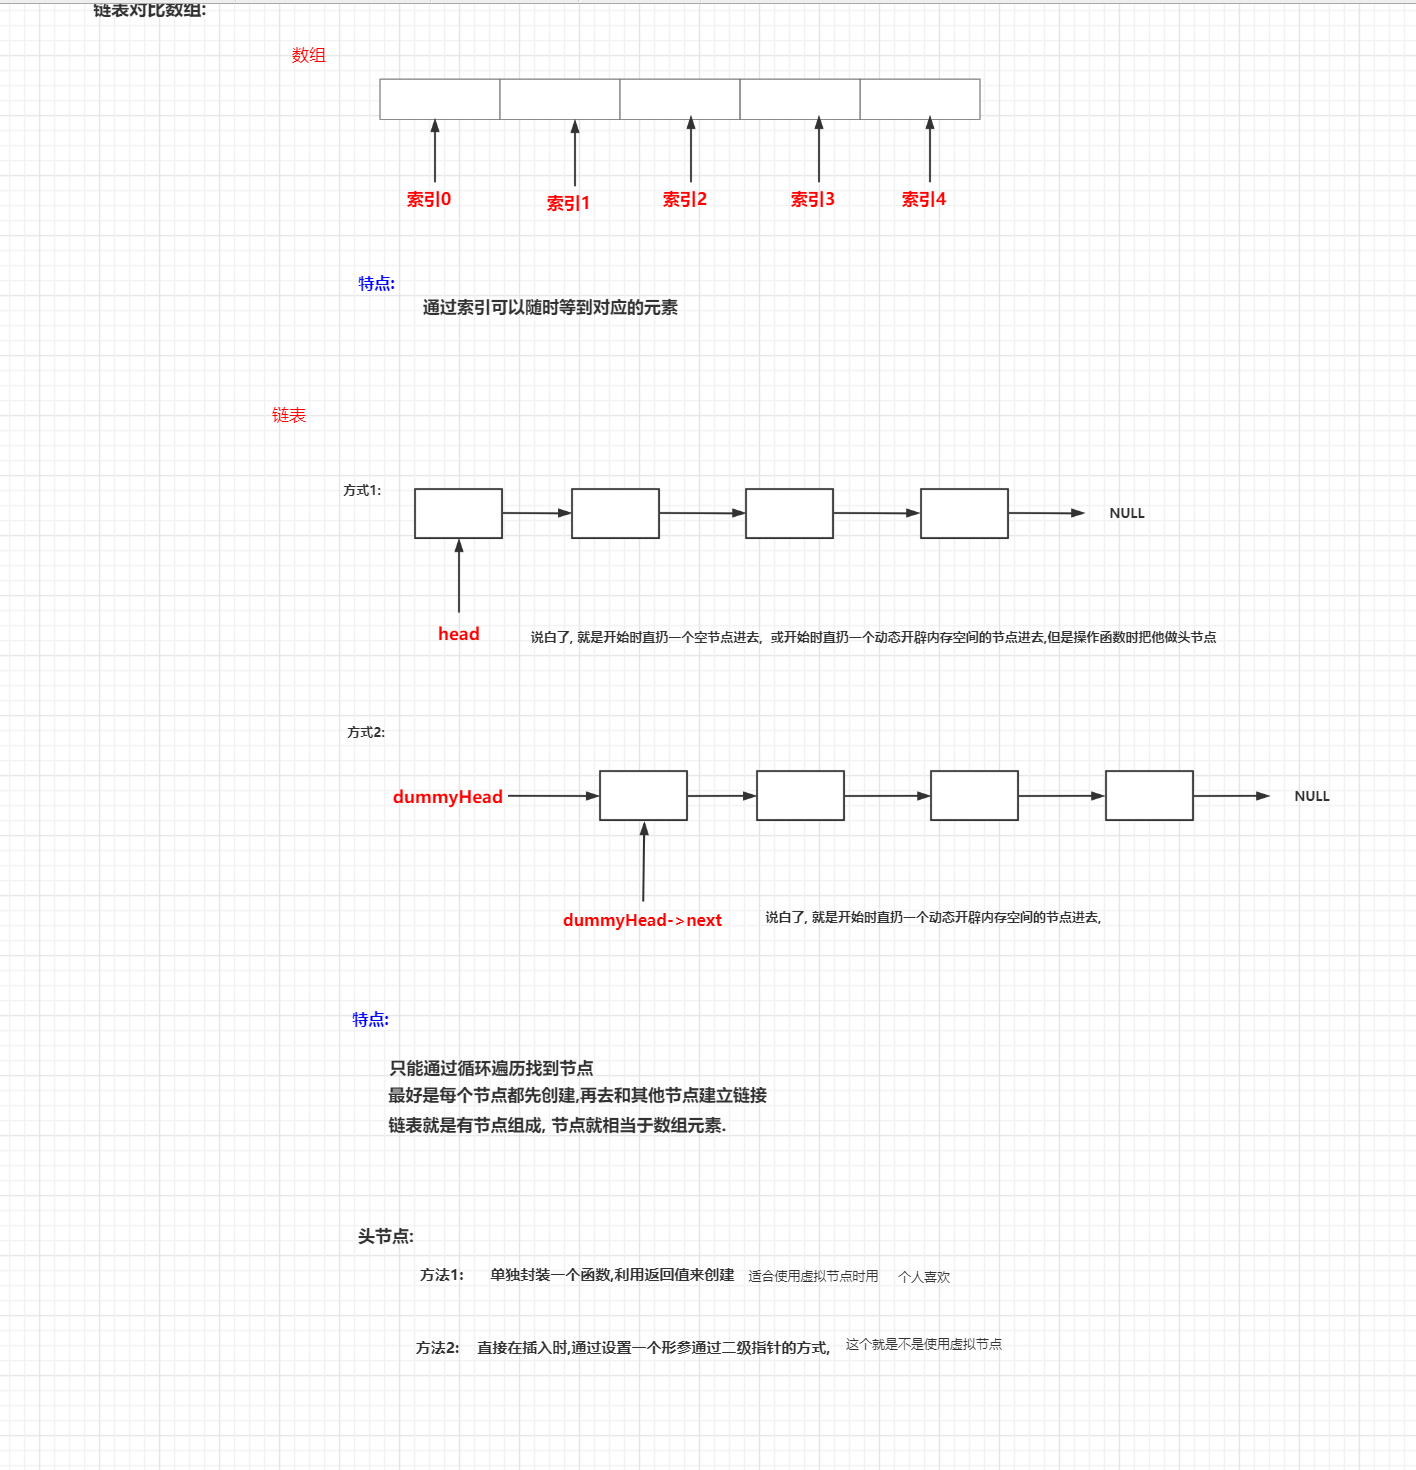 链表对比数组:
数组
索引0 索引1 索引2 索引3 索引4
特点:
通过索引可以随时等到对应的元素
链表
方式1:
NULL
head
说白了, 就是开始时直扔一个空节点进去, 或开始时直扔一个动态开辟内存空间的节点进去,但是操作函数时把他做头节点
方式2:
dummyHead
NULL
dummyHead->next
说白了, 就是开始时直扔一个动态开辟内存空间的节点进去,
特点:
只能通过循环遍历找到节点
最好是每个节点都先创建,再去和其他节点建立链接
链表就是有节点组成, 节点就相当于数组元素.
头节点:
方法1: 单独封装一个函数,利用返回值来创建 适合使用虚拟节点时用 个人喜欢
方法2: 直接在插入时,通过设置一个形参通过二级指针的方式, 这个就是不是使用虚拟节点